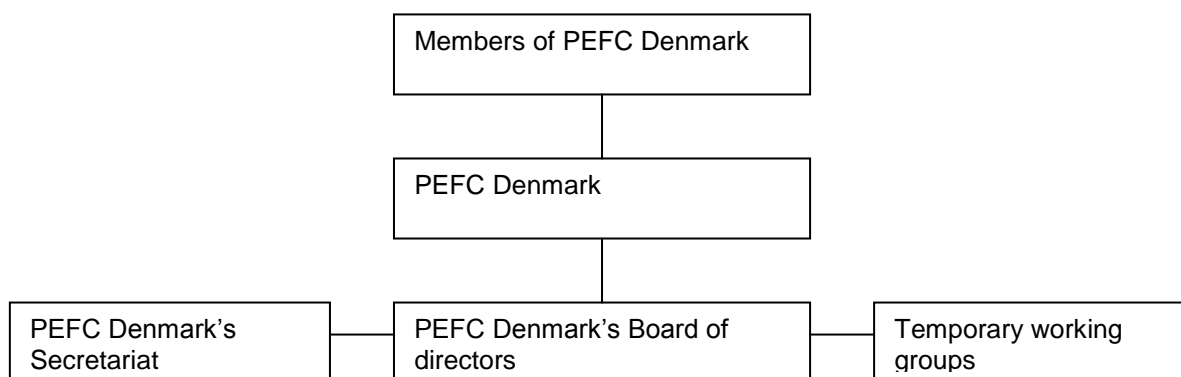 Members of PEFC Denmark
PEFC Denmark
PEFC Denmark’s
Secretariat
PEFC Denmark’s Board of
directors
Temporary working
groups